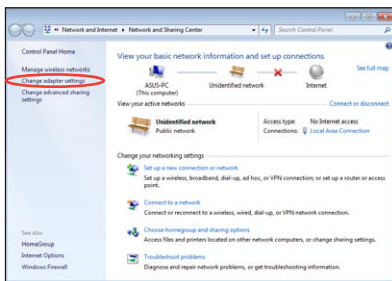 « Network and Internet ▸ Network and Sharing Center
Search Control Panel
Control Panel Home
Manage wireless networks
Change adapter settings
Change advanced sharing
settings
View your basic network information and set up connections
See full map
ASUS-PC
(This computer)
Unidentified network
Internet
View your active networks
Connect or disconnect
Unidentified network
Public network
Access type: No Internet access
Connections: Local Area Connection
Change your networking settings
Set up a new connection or network
Set up a wireless, broadband, dial-up, ad hoc, or VPN connection; or set up a router or access
point.
Connect to a network
Connect or reconnect to a wireless, wired, dial-up, or VPN network connection.
Choose homegroup and sharing options
Access files and printers located on other network computers, or change sharing settings.
Troubleshoot problems
Diagnose and repair network problems, or get troubleshooting information.
See also
HomeGroup
Internet Options
Windows Firewall